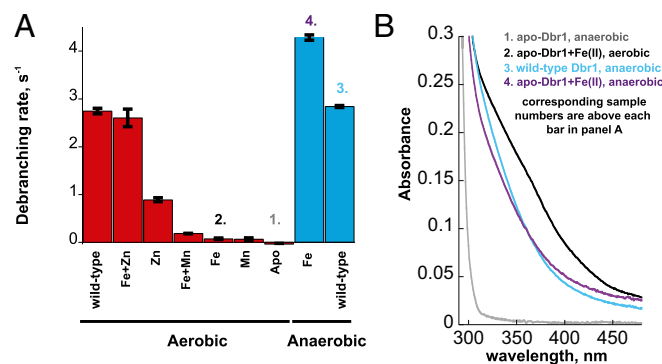 A
Debranching rate, s⁻¹
4
3
2
1
0
4.
3.
2.
1.
wild-type
Fe+Zn
Zn
Fe+Mn
Fe
Mn
Apo
Fe
wild-type
Aerobic
Anaerobic
B
1. apo-Dbr1, anaerobic
2. apo-Dbr1+Fe(II), aerobic
3. wild-type Dbr1, anaerobic
4. apo-Dbr1+Fe(II), anaerobic
corresponding sample
numbers are above each
bar in panel A
Absorbance
0.3
0.25
0.2
0.15
0.1
0.05
0
300
350
400
450
wavelength, nm